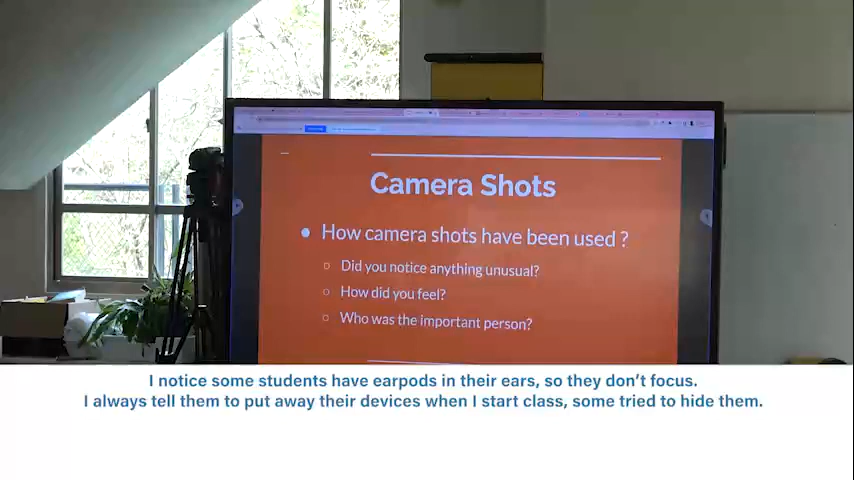 Camera Shots
How camera shots have been used ?
Did you notice anything unusual?
How did you feel?
Who was the important person?
I notice some students have earpods in their ears, so they don't focus.
I always tell them to put away their devices when I start class, some tried to hide them.